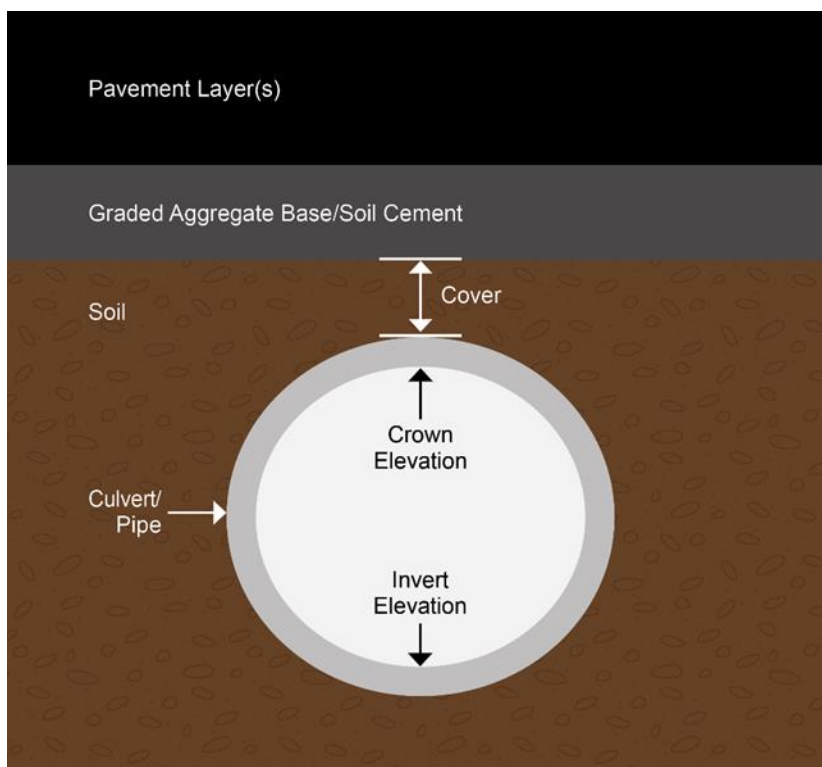 Pavement Layer(s)
Graded Aggregate Base/Soil Cement
Cover
Soil
Crown
Elevation
Culvert/
Pipe
Invert
Elevation